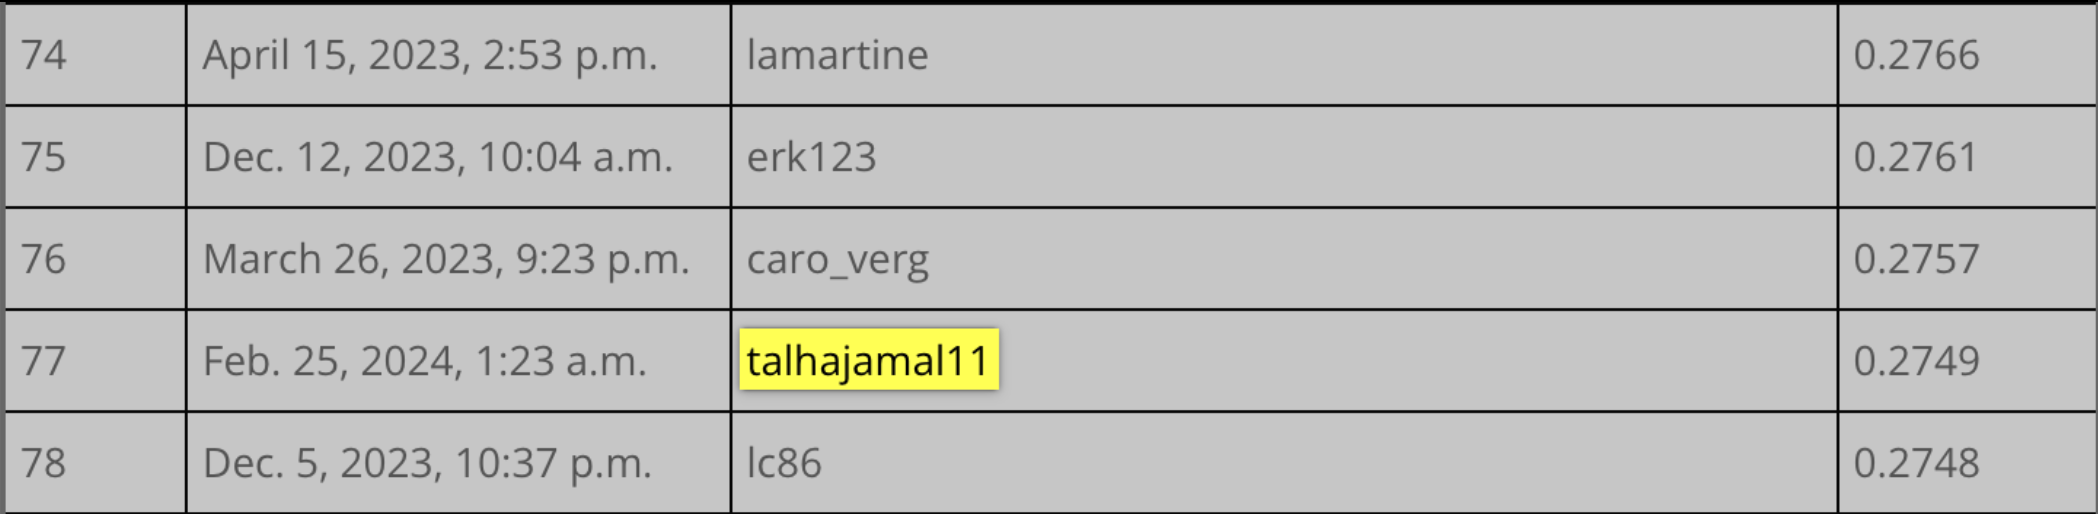 74 April 15, 2023, 2:53 p.m. lamartine 0.2766
75 Dec. 12, 2023, 10:04 a.m. erk123 0.2761
76 March 26, 2023, 9:23 p.m. caro_verg 0.2757
77 Feb. 25, 2024, 1:23 a.m. talhajamal11 0.2749
78 Dec. 5, 2023, 10:37 p.m. lc86 0.2748